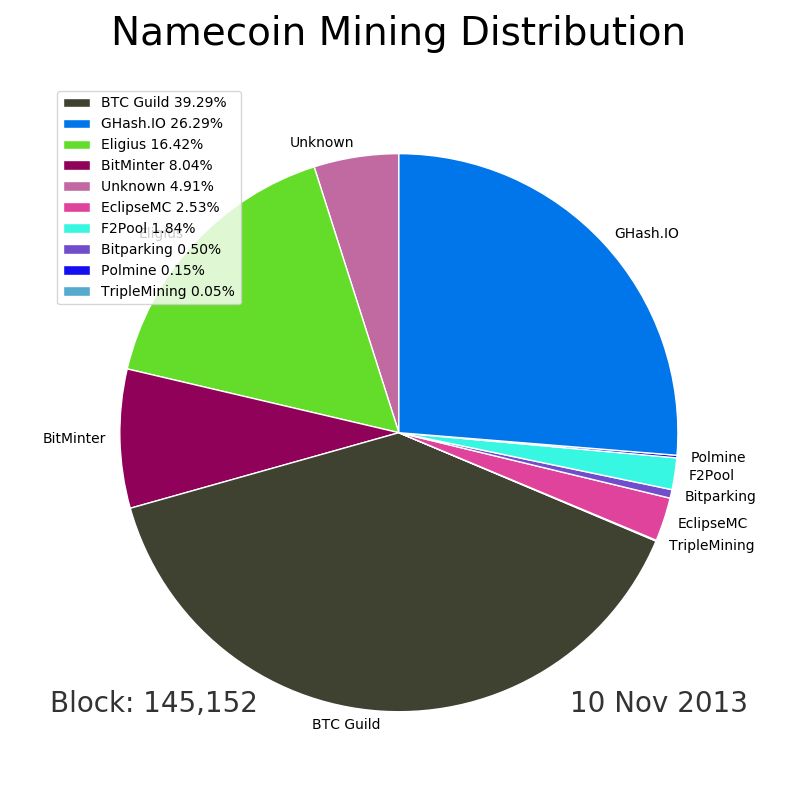 Namecoin Mining Distribution
BTC Guild 39.29%
GHash.IO 26.29%
Eligius 16.42%
BitMinter 8.04%
Unknown 4.91%
EclipseMC 2.53%
F2Pool 1.84%
Bitparking 0.50%
Polmine 0.15%
TripleMining 0.05%
Unknown
GHash.IO
Eligius
BitMinter
Polmine
F2Pool
Bitparking
EclipseMC
TripleMining
BTC Guild
Block: 145,152
10 Nov 2013